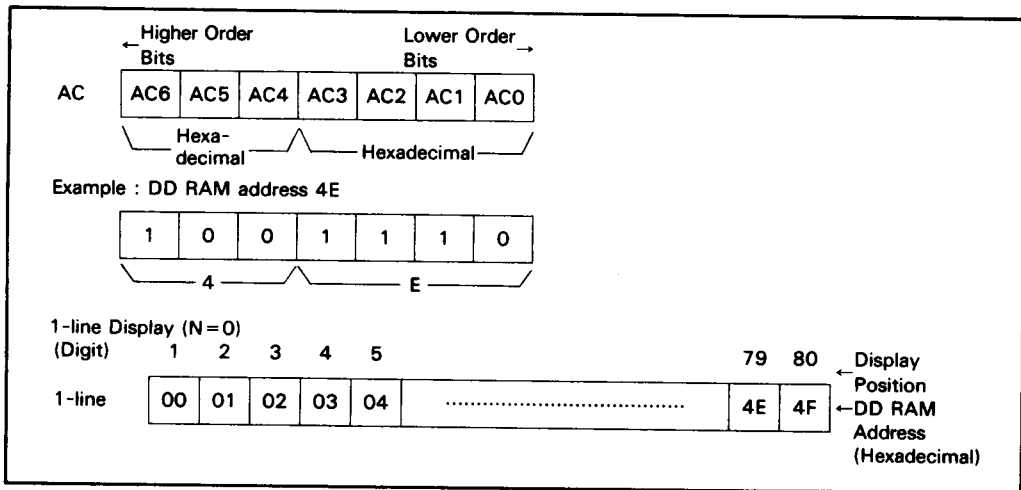 ←Higher Order Bits Lower Order Bits→
AC AC6 AC5 AC4 AC3 AC2 AC1 AC0
Hexa-decimal Hexadecimal
Example : DD RAM address 4E
1 0 0 1 1 1 0
4 E
1-line Display (N=0)
(Digit) 1 2 3 4 5 79 80 ←Display Position
1-line 00 01 02 03 04 ..................................... 4E 4F ←DD RAM Address (Hexadecimal)